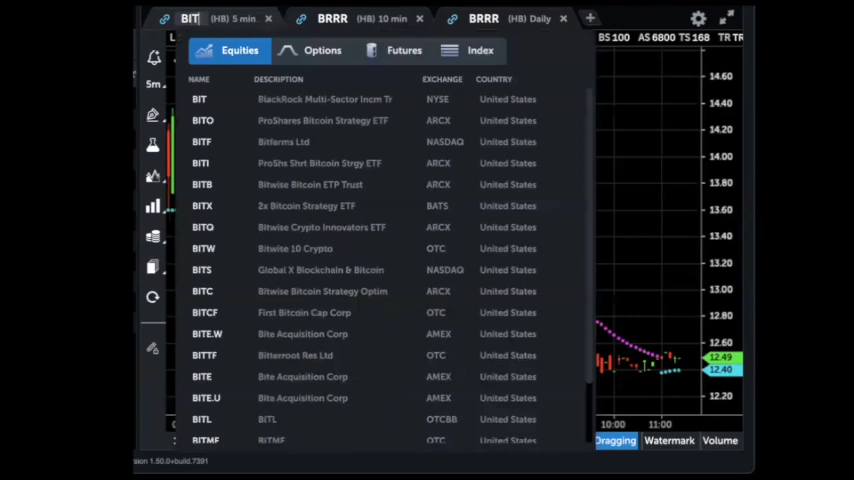 BIT (HB) 5 min × BRRR (HB) 10 min × BRRR (HB) Daily × +
L BS 100 AS 6800 TS 168 TR TR
Equities Options Futures Index
5m
NAME DESCRIPTION EXCHANGE COUNTRY
BIT BlackRock Multi-Sector Incm Tr NYSE United States
BITO ProShares Bitcoin Strategy ETF ARCX United States
BITF Bitfarms Ltd NASDAQ United States
BITI ProShs Shrt Bitcoin Strgy ETF ARCX United States
BITB Bitwise Bitcoin ETP Trust ARCX United States
BITX 2x Bitcoin Strategy ETF BATS United States
BITQ Bitwise Crypto Innovators ETF ARCX United States
BITW Bitwise 10 Crypto OTC United States
BITS Global X Blockchain & Bitcoin NASDAQ United States
BITC Bitwise Bitcoin Strategy Optim ARCX United States
BITCF First Bitcoin Cap Corp OTC United States
BITE.W Bite Acquisition Corp AMEX United States
BITTF Bitterroot Res Ltd OTC United States
BITE Bite Acquisition Corp AMEX United States
BITE.U Bite Acquisition Corp AMEX United States
BITL BITL OTCBB United States
BITMF BITMF OTC United States
14.60
14.40
14.20
14.00
13.80
13.60
13.40
13.20
13.00
12.80
12.60
12.49
12.40
12.20
10:00 11:00
Dragging Watermark Volume
rsion 1.50.0+build.7391